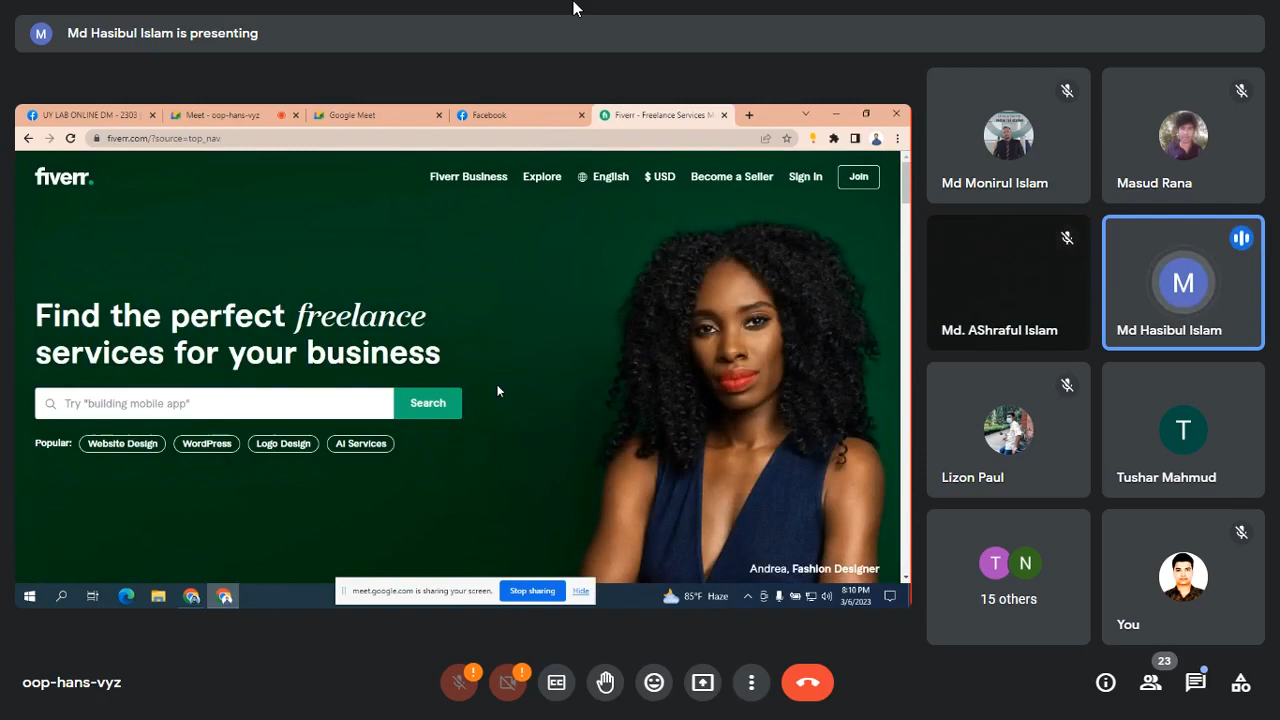 M Md Hasibul Islam is presenting
UY LAB ONLINE DM - 2303
Meet - oop-hans-vyz
Google Meet
Facebook
Fiverr - Freelance Services M
fiverr.com/?source=top_nav
fiverr.
Fiverr Business Explore English $ USD Become a Seller Sign In Join
Find the perfect freelance
services for your business
Try "building mobile app" Search
Popular: Website Design WordPress Logo Design AI Services
Andrea, Fashion Designer
meet.google.com is sharing your screen. Stop sharing Hide
85°F Haze
8:10 PM
3/6/2023
Md Monirul Islam
Masud Rana
Md. AShraful Islam
M
Md Hasibul Islam
Lizon Paul
T
Tushar Mahmud
T N
15 others
You
oop-hans-vyz
! !
CC
23